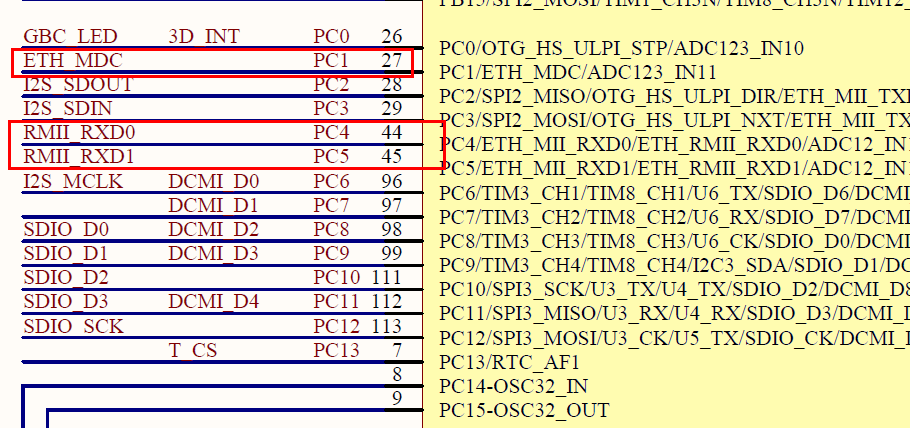 GBC_LED 3D_INT PC0 26
ETH_MDC PC1 27
I2S_SDOUT PC2 28
I2S_SDIN PC3 29
RMII_RXD0 PC4 44
RMII_RXD1 PC5 45
I2S_MCLK DCMI_D0 PC6 96
DCMI_D1 PC7 97
SDIO_D0 DCMI_D2 PC8 98
SDIO_D1 DCMI_D3 PC9 99
SDIO_D2 PC10 111
SDIO_D3 DCMI_D4 PC11 112
SDIO_SCK PC12 113
T_CS PC13 7
8
9
PC0/OTG_HS_ULPI_STP/ADC123_IN10
PC1/ETH_MDC/ADC123_IN11
PC2/SPI2_MISO/OTG_HS_ULPI_DIR/ETH_MII_TX
PC3/SPI2_MOSI/OTG_HS_ULPI_NXT/ETH_MII_TX
PC4/ETH_MII_RXD0/ETH_RMII_RXD0/ADC12_IN
PC5/ETH_MII_RXD1/ETH_RMII_RXD1/ADC12_IN
PC6/TIM3_CH1/TIM8_CH1/U6_TX/SDIO_D6/DCMI
PC7/TIM3_CH2/TIM8_CH2/U6_RX/SDIO_D7/DCMI
PC8/TIM3_CH3/TIM8_CH3/U6_CK/SDIO_D0/DCMI
PC9/TIM3_CH4/TIM8_CH4/I2C3_SDA/SDIO_D1/DC
PC10/SPI3_SCK/U3_TX/U4_TX/SDIO_D2/DCMI_D8
PC11/SPI3_MISO/U3_RX/U4_RX/SDIO_D3/DCMI_
PC12/SPI3_MOSI/U3_CK/U5_TX/SDIO_CK/DCMI_
PC13/RTC_AF1
PC14-OSC32_IN
PC15-OSC32_OUT